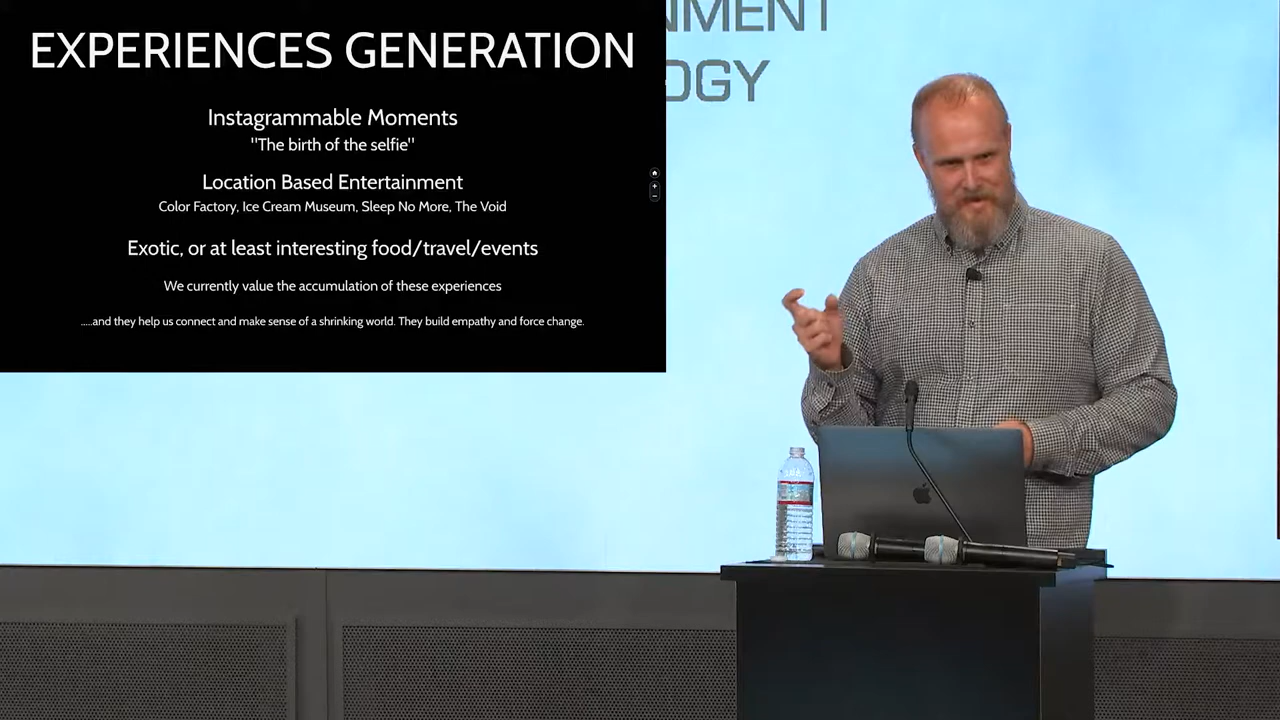 EXPERIENCES GENERATION
Instagrammable Moments
"The birth of the selfie"
Location Based Entertainment
Color Factory, Ice Cream Museum, Sleep No More, The Void
Exotic, or at least interesting food/travel/events
We currently value the accumulation of these experiences
.....and they help us connect and make sense of a shrinking world. They build empathy and force change.
NMENT
OGY